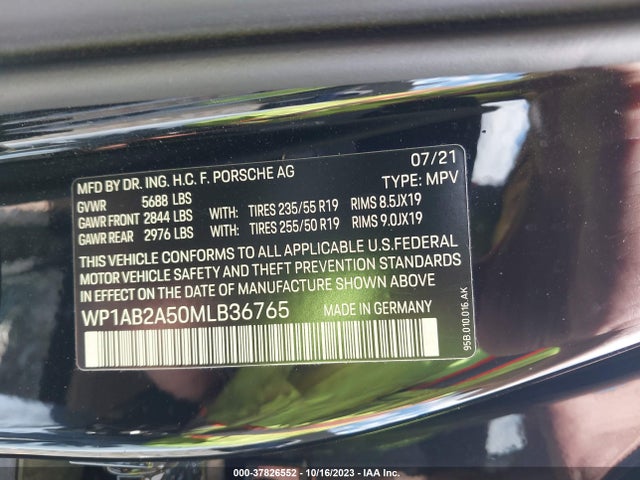 MFD BY DR. ING. H.C. F. PORSCHE AG 07/21
GVWR 5688 LBS TYPE: MPV
GAWR FRONT 2844 LBS WITH: TIRES 235/55 R19 RIMS 8.5JX19
GAWR REAR 2976 LBS WITH: TIRES 255/50 R19 RIMS 9.0JX19
THIS VEHICLE CONFORMS TO ALL APPLICABLE U.S.FEDERAL
MOTOR VEHICLE SAFETY AND THEFT PREVENTION STANDARDS
IN EFFECT ON THE DATE OF MANUFACTURE SHOWN ABOVE
WP1AB2A50MLB36765 MADE IN GERMANY
95B.010.016.AK
000-37826552 - 10/16/2023 - IAA Inc.